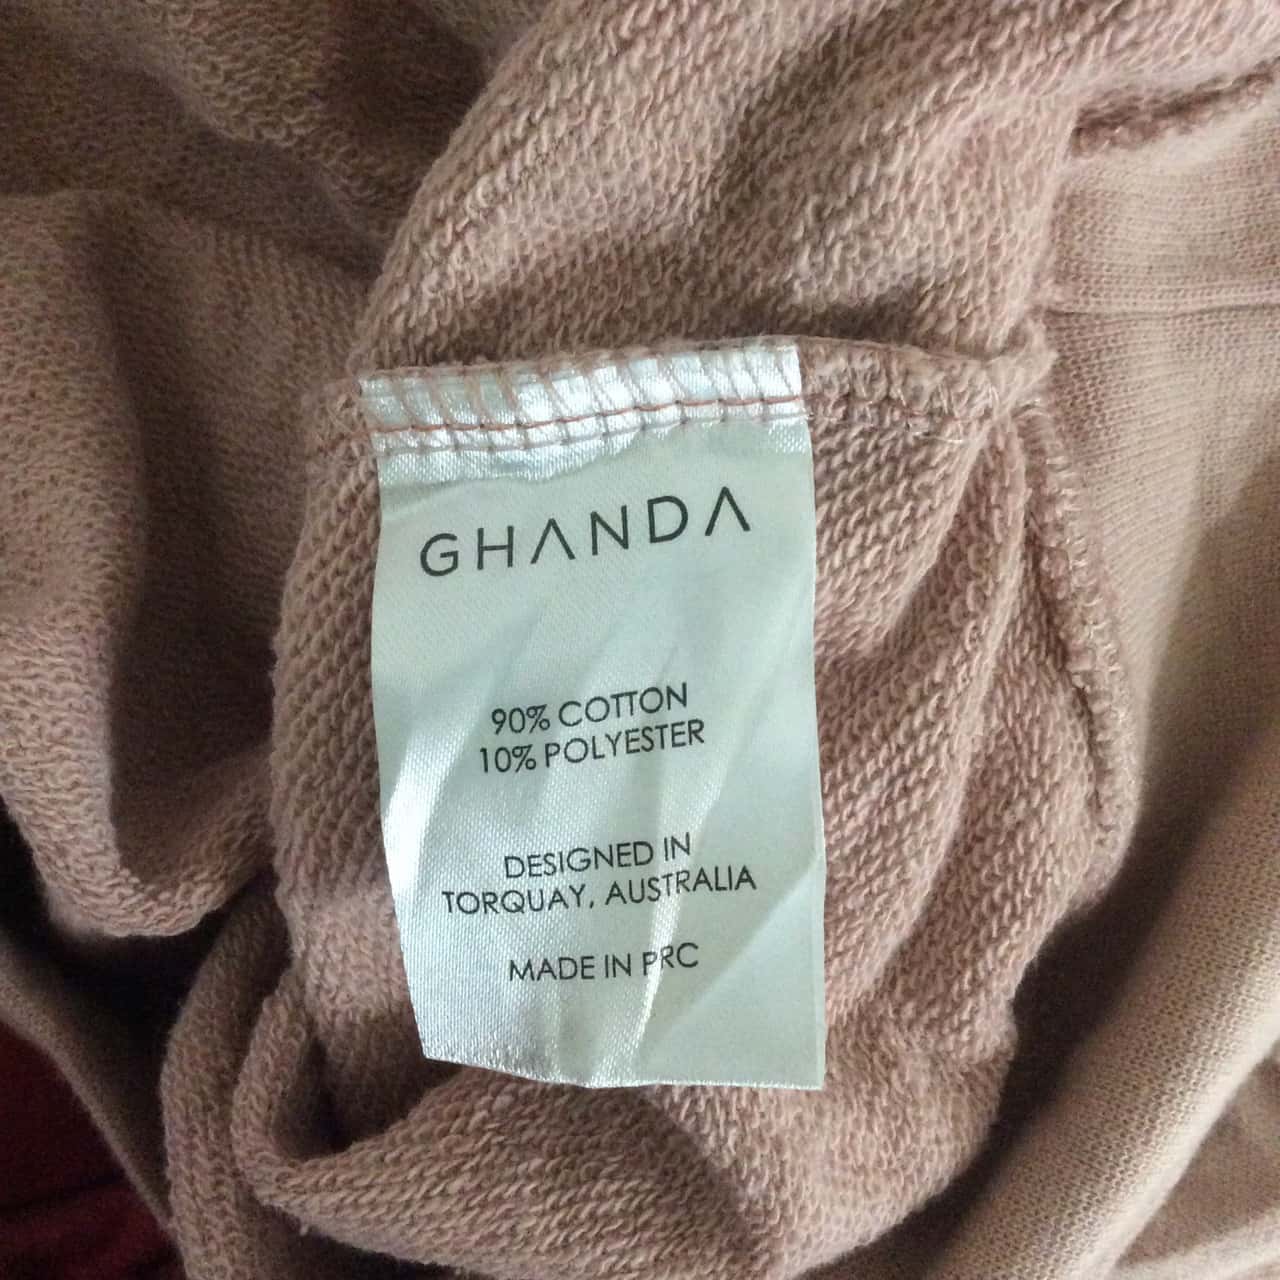 GHANDA
90% COTTON
10% POLYESTER
DESIGNED IN
TORQUAY, AUSTRALIA
MADE IN PRC